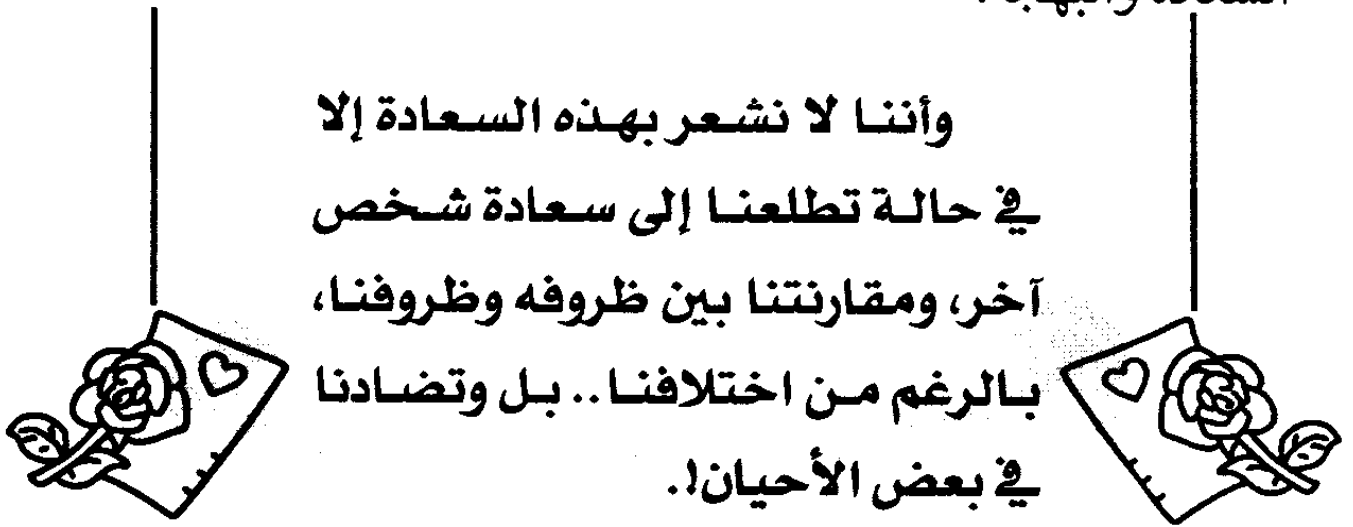 وأننا لا نشعر بهذه السعادة إلا
في حالة تطلعنا إلى سعادة شخص
آخر، ومقارنتنا بين ظروفه وظروفنا،
بالرغم من اختلافنا.. بل وتضادنا
في بعض الأحيان!.